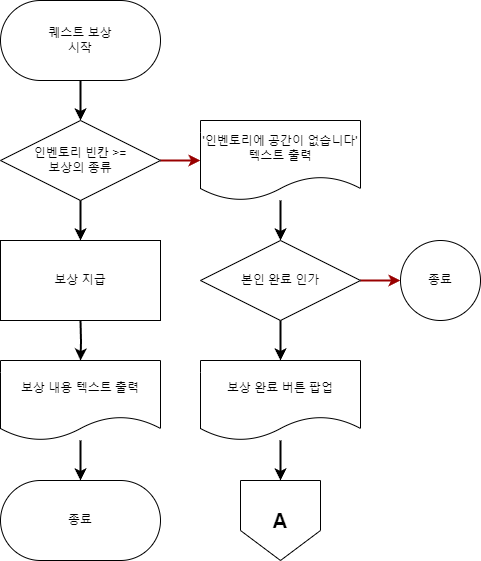 퀘스트 보상
시작
인벤토리 빈칸 >=
보상의 종류
'인벤토리에 공간이 없습니다'
텍스트 출력
보상 지급
본인 완료 인가
종료
보상 내용 텍스트 출력
보상 완료 버튼 팝업
종료
A